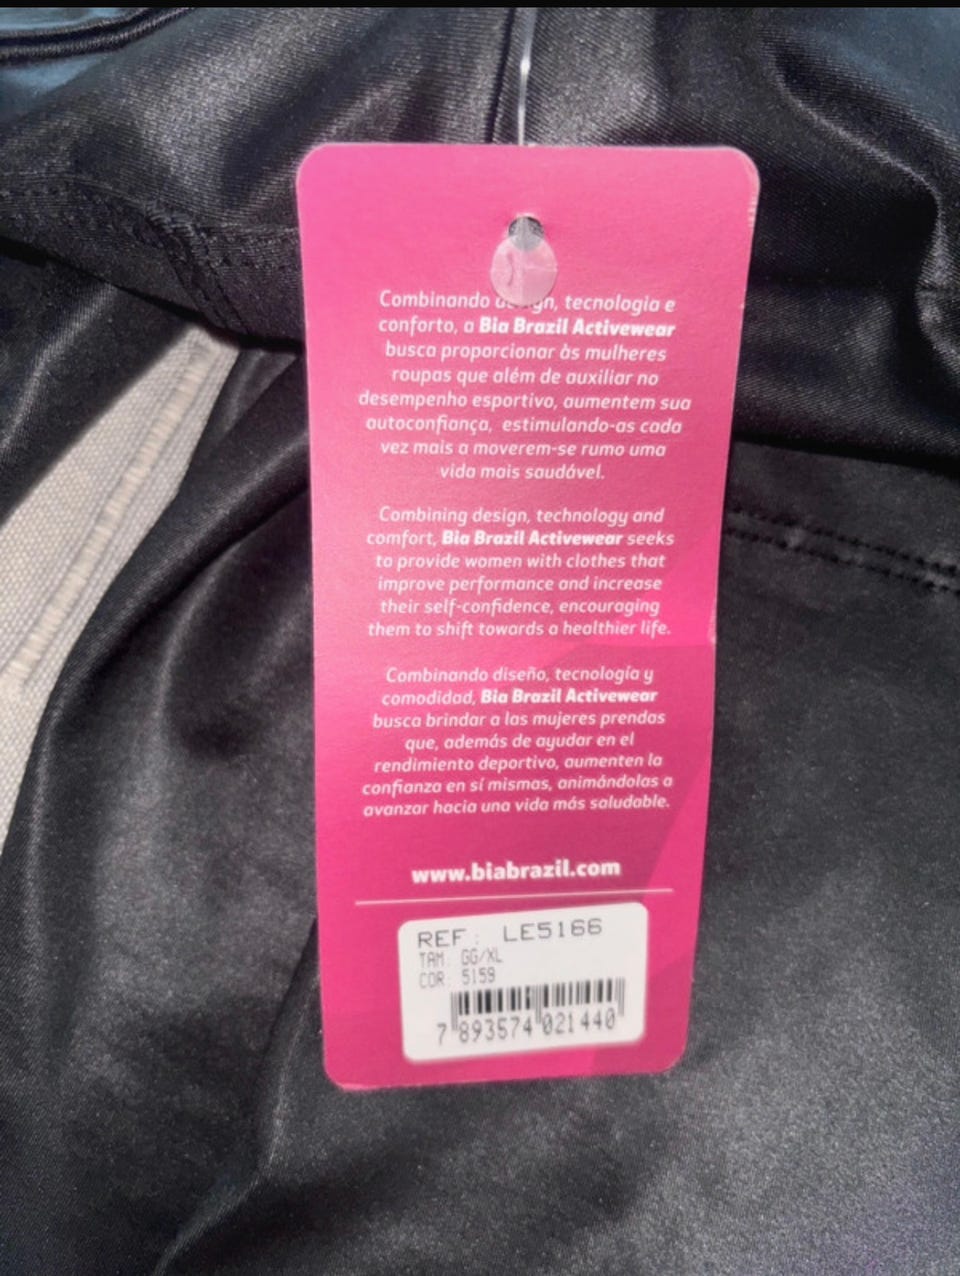 Combinando design, tecnologia e
conforto, a Bia Brazil Activewear
busca proporcionar às mulheres
roupas que além de auxiliar no
desempenho esportivo, aumentem sua
autoconfiança, estimulando-as cada
vez mais a moverem-se rumo uma
vida mais saudável.
Combining design, technology and
comfort, Bia Brazil Activewear seeks
to provide women with clothes that
improve performance and increase
their self-confidence, encouraging
them to shift towards a healthier life.
Combinando diseño, tecnología y
comodidad, Bia Brazil Activewear
busca brindar a las mujeres prendas
que, además de ayudar en el
rendimiento deportivo, aumenten la
confianza en sí mismas, animándolas a
avanzar hacia una vida más saludable.
www.biabrazil.com
REF: LE5166
TAM: GG/XL
COR: 5159
7 893574 021440